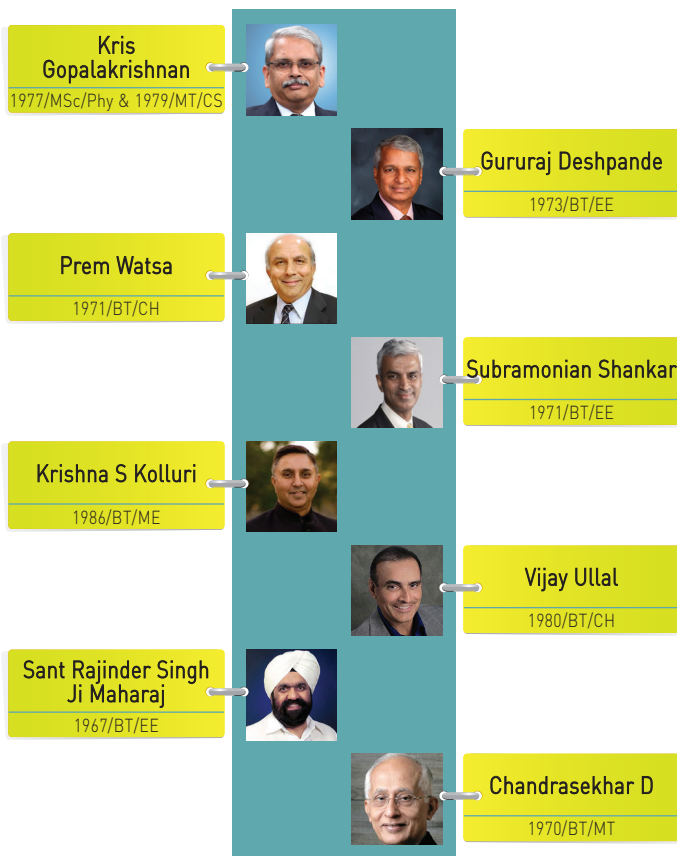 Kris
Gopalakrishnan
1977/MSc/Phy & 1979/MT/CS
Gururaj Deshpande
1973/BT/EE
Prem Watsa
1971/BT/CH
Subramonian Shankar
1971/BT/EE
Krishna S Kolluri
1986/BT/ME
Vijay Ullal
1980/BT/CH
Sant Rajinder Singh
Ji Maharaj
1967/BT/EE
Chandrasekhar D
1970/BT/MT